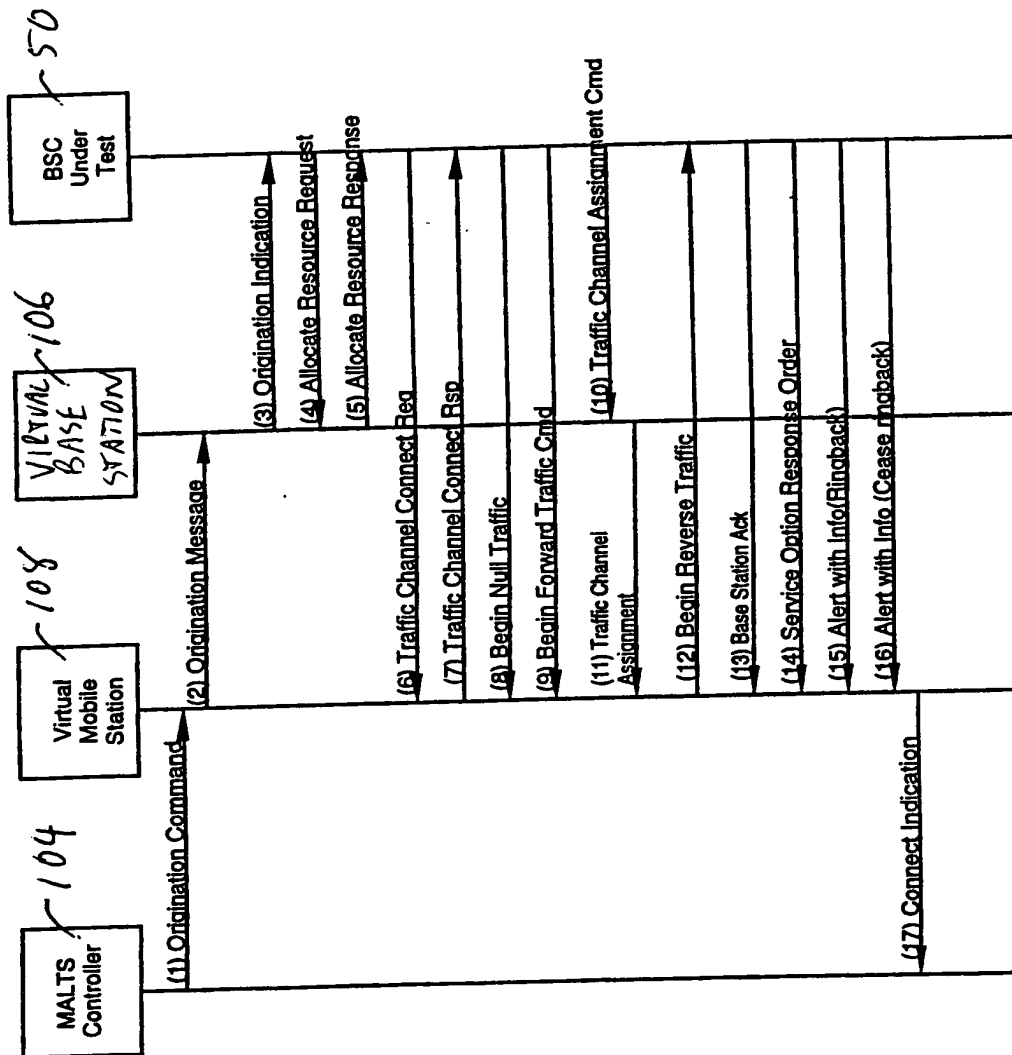 MALTS
Controller
104
Virtual
Mobile
Station
108
VIRTUAL
BASE
STATION
106
BSC
Under
Test
50
(1) Origination Command
(2) Origination Message
(3) Origination Indication
(4) Allocate Resource Request
(5) Allocate Resource Response
(6) Traffic Channel Connect Req
(7) Traffic Channel Connect Rsp
(8) Begin Null Traffic
(9) Begin Forward Traffic Cmd
(10) Traffic Channel Assignment Cmd
(11) Traffic Channel
Assignment
(12) Begin Reverse Traffic
(13) Base Station Ack
(14) Service Option Response Order
(15) Alert with Info(Ringback)
(16) Alert with Info (Cease ringback)
(17) Connect Indication